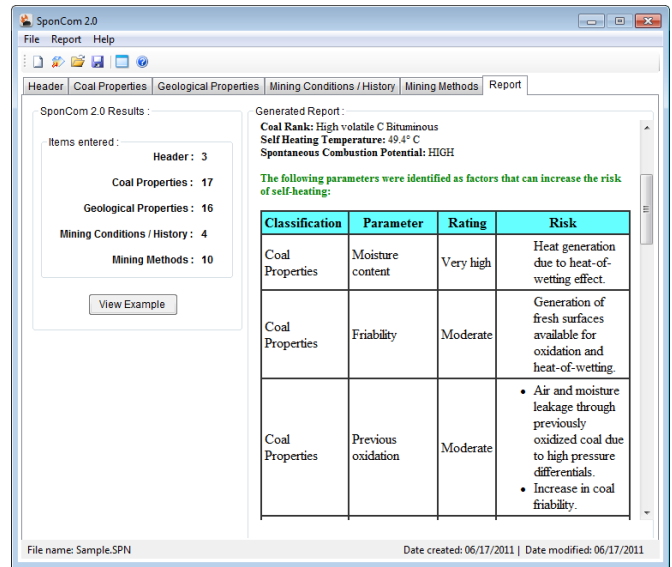 SponCom 2.0
File Report Help
Header Coal Properties Geological Properties Mining Conditions / History Mining Methods Report
SponCom 2.0 Results :
Items entered :
Header : 3
Coal Properties : 17
Geological Properties : 16
Mining Conditions / History : 4
Mining Methods : 10
View Example
Generated Report :
Coal Rank: High volatile C Bituminous
Self Heating Temperature: 49.4° C
Spontaneous Combustion Potential: HIGH
The following parameters were identified as factors that can increase the risk
of self-heating:
Classification Parameter Rating Risk
Coal
Properties
Moisture
content
Very high
Heat generation
due to heat-of-
wetting effect.
Coal
Properties
Friability
Moderate
Generation of
fresh surfaces
available for
oxidation and
heat-of-wetting.
Coal
Properties
Previous
oxidation
Moderate
• Air and moisture
leakage through
previously
oxidized coal due
to high pressure
differentials.
• Increase in coal
friability.
File name: Sample.SPN
Date created: 06/17/2011 | Date modified: 06/17/2011